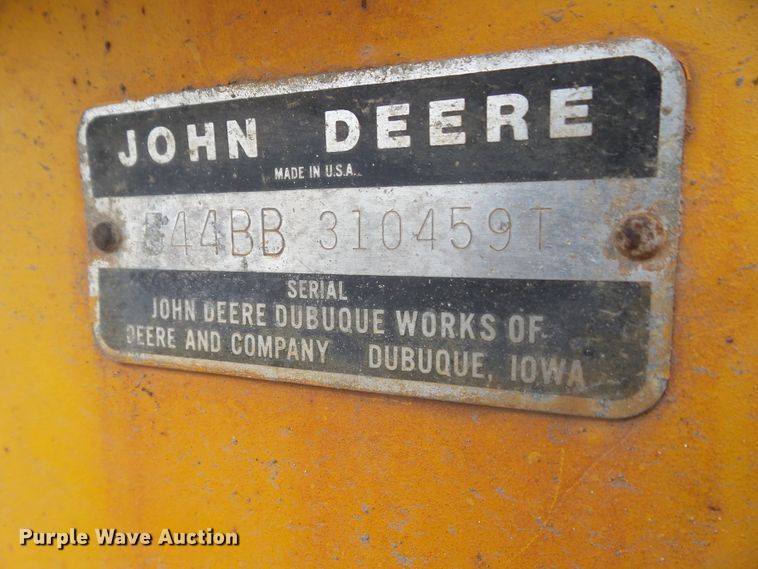 JOHN DEERE
MADE IN U.S.A.
544BB 310459T
SERIAL
JOHN DEERE DUBUQUE WORKS OF
DEERE AND COMPANY DUBUQUE, IOWA
Purple Wave Auction